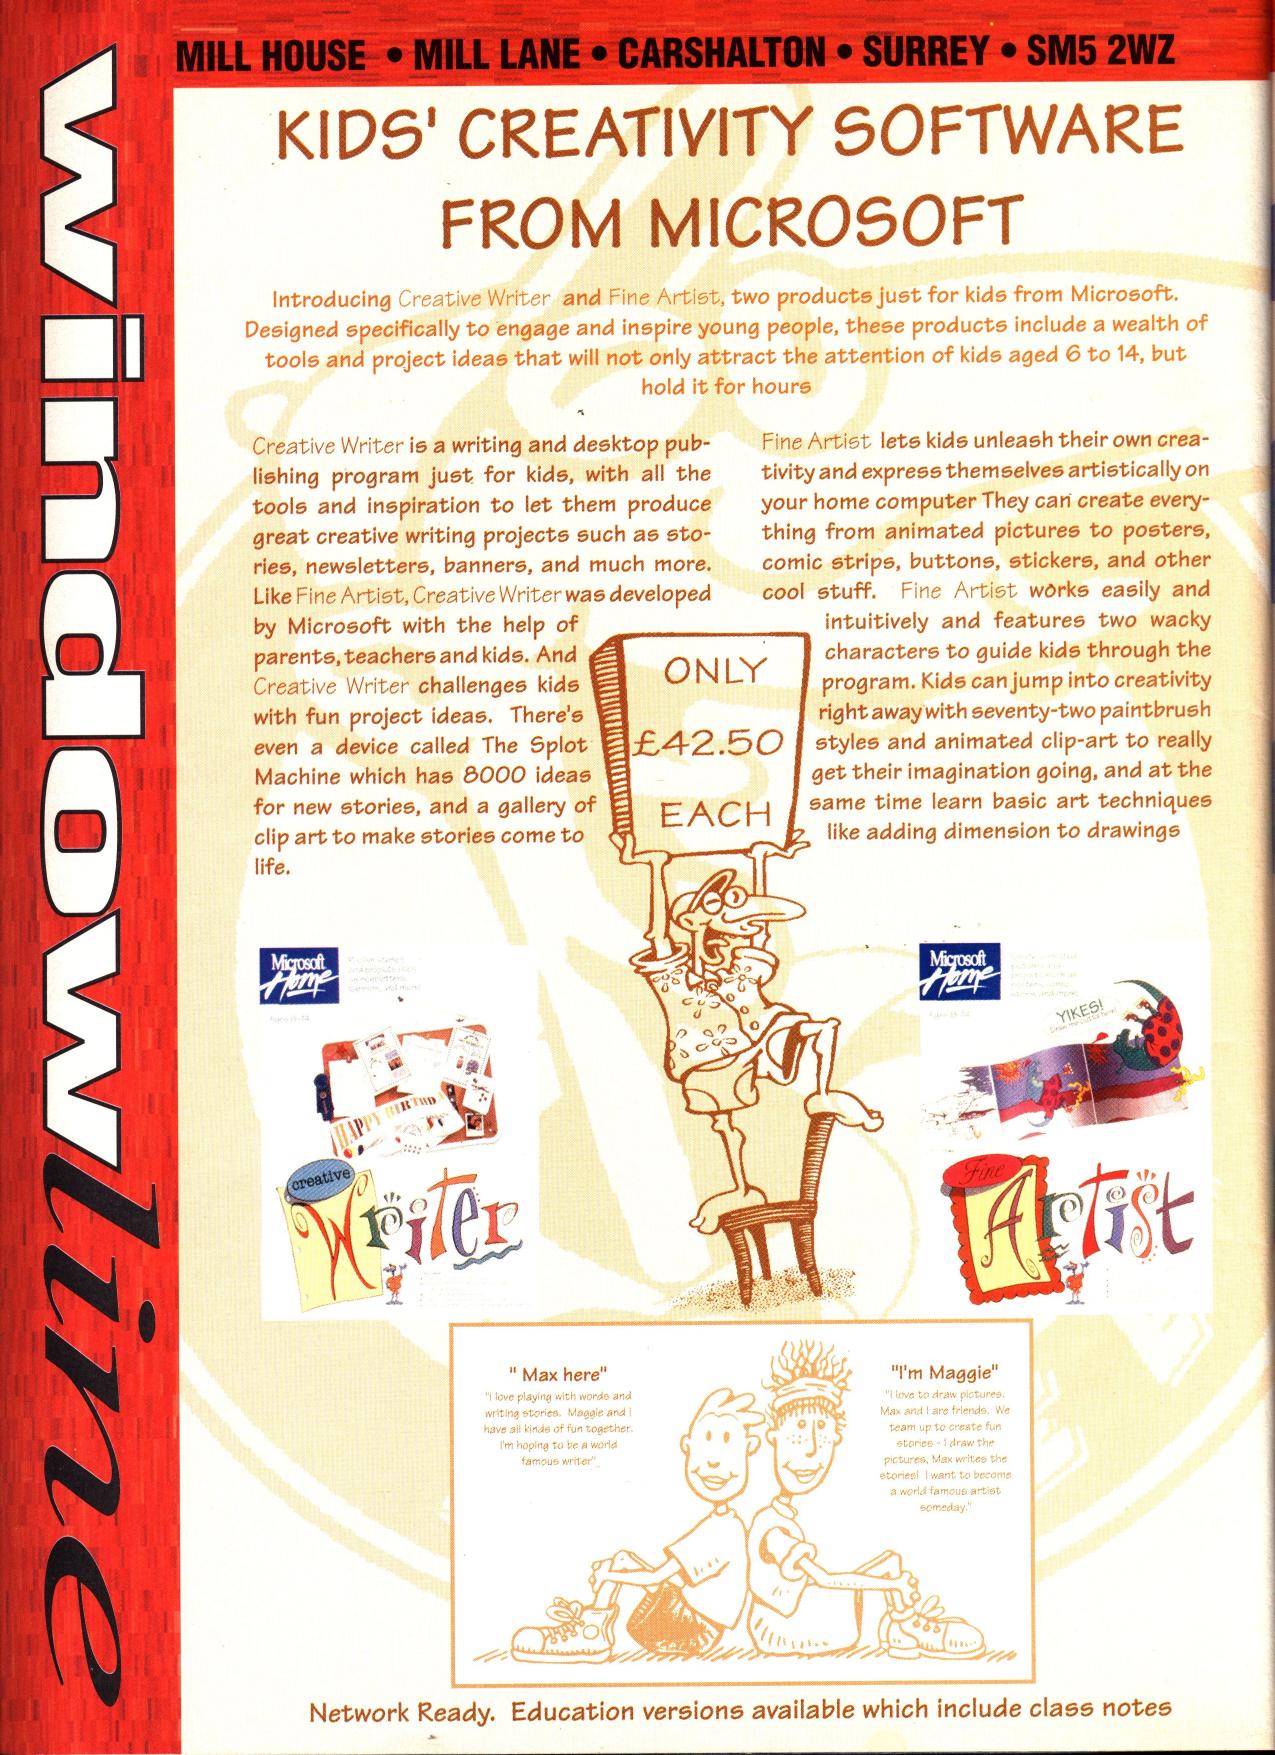 MILL HOUSE • MILL LANE • CARSHALTON • SURREY • SM5 2WZ
windowline
KIDS' CREATIVITY SOFTWARE
FROM MICROSOFT
Introducing Creative Writer and Fine Artist, two products just for kids from Microsoft.
Designed specifically to engage and inspire young people, these products include a wealth of
tools and project ideas that will not only attract the attention of kids aged 6 to 14, but
hold it for hours
Creative Writer is a writing and desktop pub-
lishing program just for kids, with all the
tools and inspiration to let them produce
great creative writing projects such as sto-
ries, newsletters, banners, and much more.
Like Fine Artist, Creative Writer was developed
by Microsoft with the help of
parents, teachers and kids. And
Creative Writer challenges kids
with fun project ideas. There's
even a device called The Splot
Machine which has 8000 ideas
for new stories, and a gallery of
clip art to make stories come to
life.
Fine Artist lets kids unleash their own crea-
tivity and express themselves artistically on
your home computer They can create every-
thing from animated pictures to posters,
comic strips, buttons, stickers, and other
cool stuff. Fine Artist works easily and
intuitively and features two wacky
characters to guide kids through the
program. Kids can jump into creativity
right away with seventy-two paintbrush
styles and animated clip-art to really
get their imagination going, and at the
same time learn basic art techniques
like adding dimension to drawings
ONLY
£42.50
EACH
Microsoft
Home
HAPPY BIRTHDA
creative
Writer
Microsoft
Home
YIKES!
Fine
Artist
" Max here"
"I love playing with words and
writing stories. Maggie and I
have all kinds of fun together.
I'm hoping to be a world
famous writer"
"I'm Maggie"
"I love to draw pictures.
Max and I are friends. We
team up to create fun
stories - I draw the
pictures, Max writes the
stories! I want to become
a world famous artist
someday."
Network Ready. Education versions available which include class notes